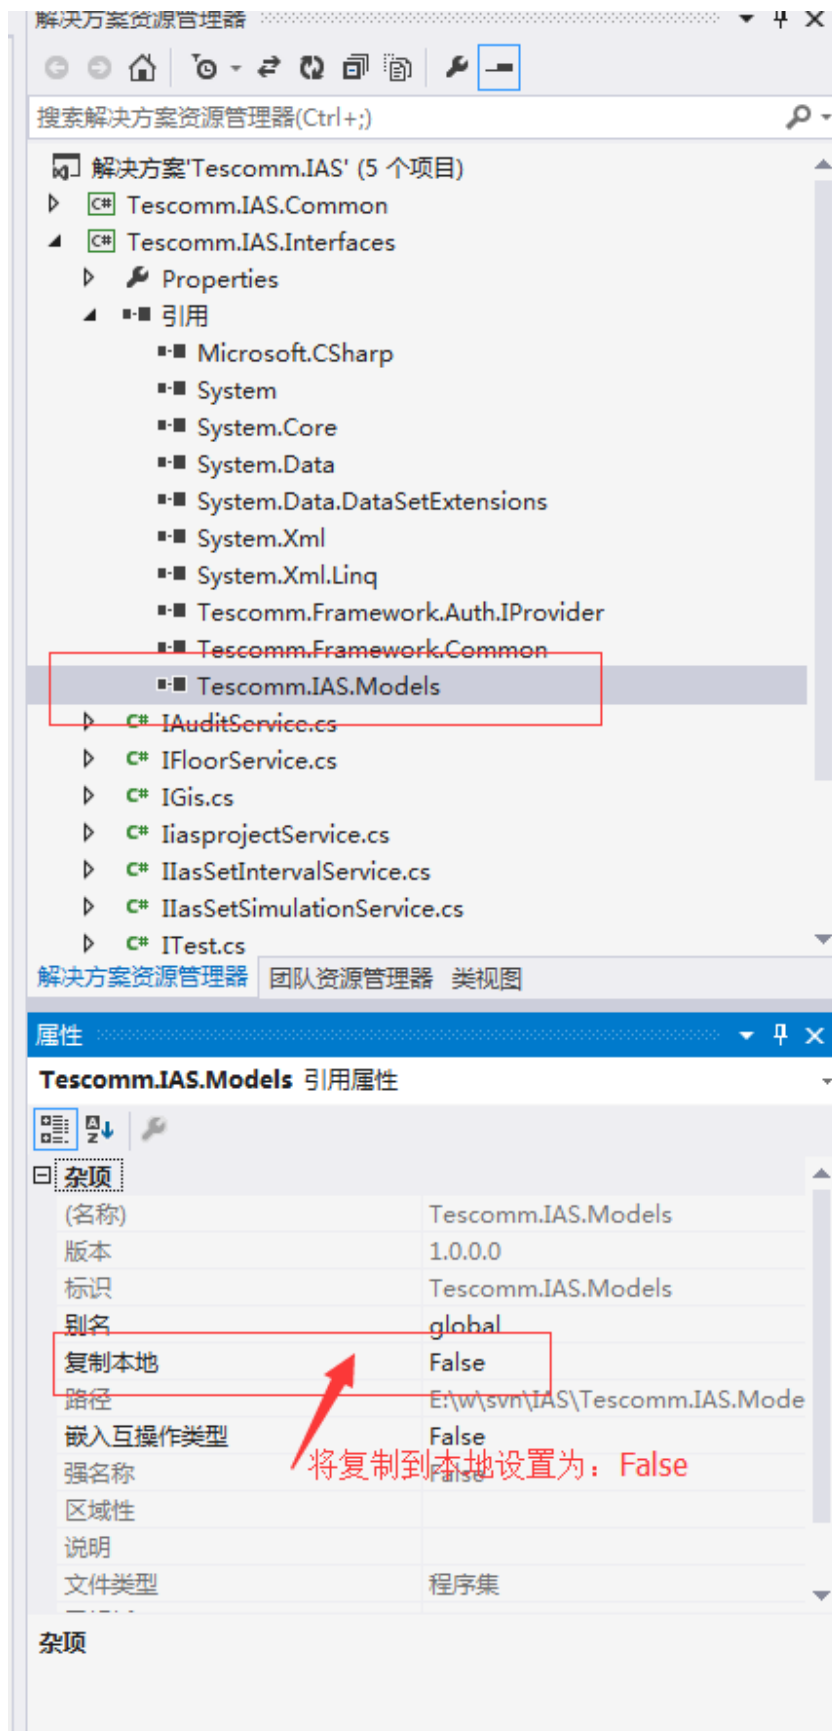 解决方案资源管理器
搜索解决方案资源管理器(Ctrl+;)
解决方案'Tescomm.IAS' (5 个项目)
C# Tescomm.IAS.Common
C# Tescomm.IAS.Interfaces
Properties
引用
Microsoft.CSharp
System
System.Core
System.Data
System.Data.DataSetExtensions
System.Xml
System.Xml.Linq
Tescomm.Framework.Auth.IProvider
Tescomm.Framework.Common
Tescomm.IAS.Models
C# IAuditService.cs
C# IFloorService.cs
C# IGis.cs
C# IiasprojectService.cs
C# IIasSetIntervalService.cs
C# IIasSetSimulationService.cs
C# ITest.cs
解决方案资源管理器 团队资源管理器 类视图
属性
Tescomm.IAS.Models 引用属性
杂项
(名称) Tescomm.IAS.Models
版本 1.0.0.0
标识 Tescomm.IAS.Models
别名 global
复制本地 False
路径 E:\w\svn\IAS\Tescomm.IAS.Mode
嵌入互操作类型 False
将复制到本地设置为：False
强名称 False
区域性
说明
文件类型 程序集
杂项